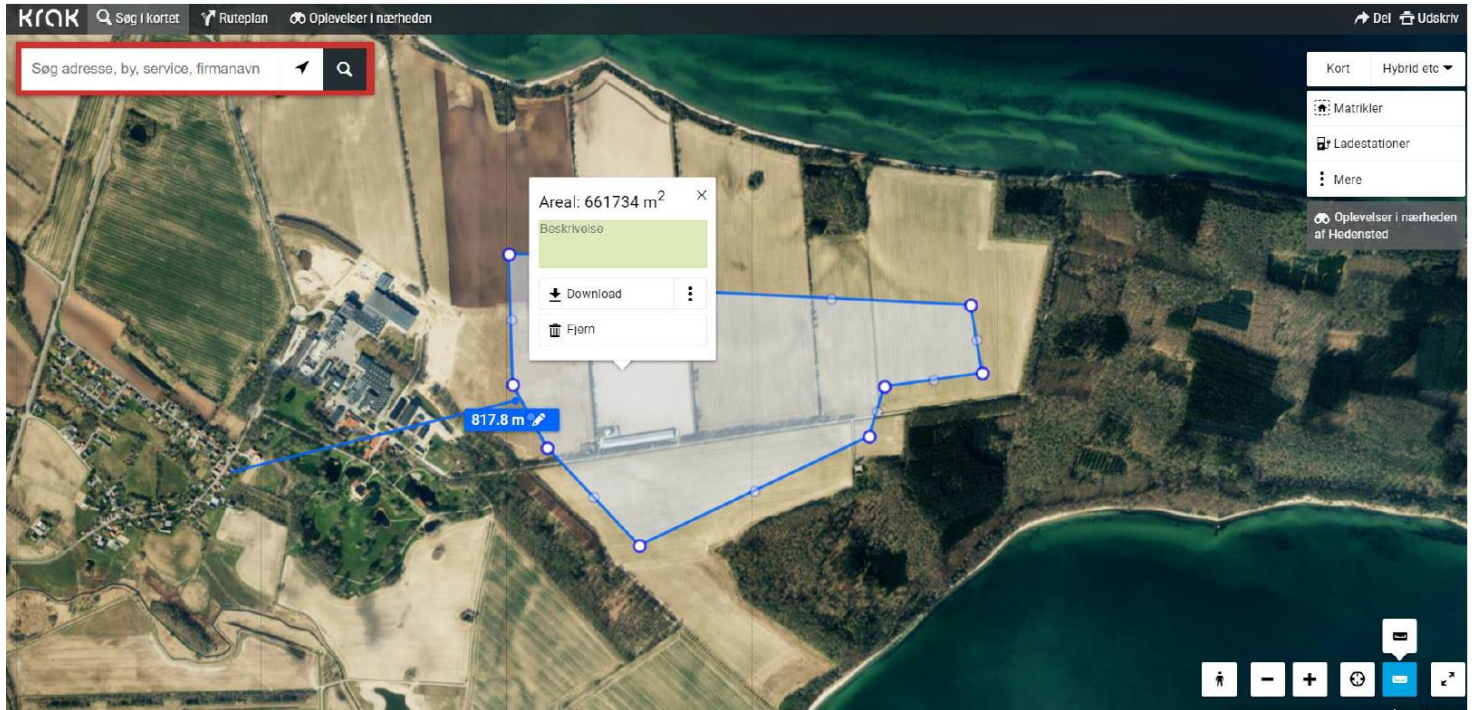 krak Søg i kortet Ruteplan Oplevelser i nærheden Del Udskriv
Søg adresse, by, service, firmanavn
Kort Hybrid etc
Matrikler
Ladestationer
Mere
Oplevelser i nærheden
af Hedensted
Areal: 661734 m²
Beskrivelse
Download
Fjern
817.8 m